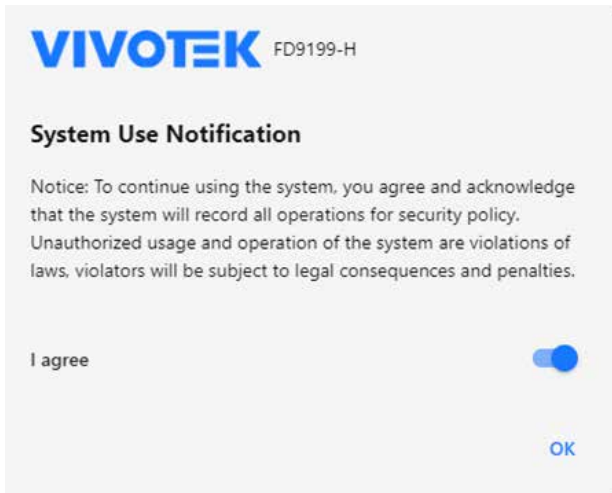 VIVOTEK FD9199-H
System Use Notification
Notice: To continue using the system, you agree and acknowledge
that the system will record all operations for security policy.
Unauthorized usage and operation of the system are violations of
laws, violators will be subject to legal consequences and penalties.
I agree
OK